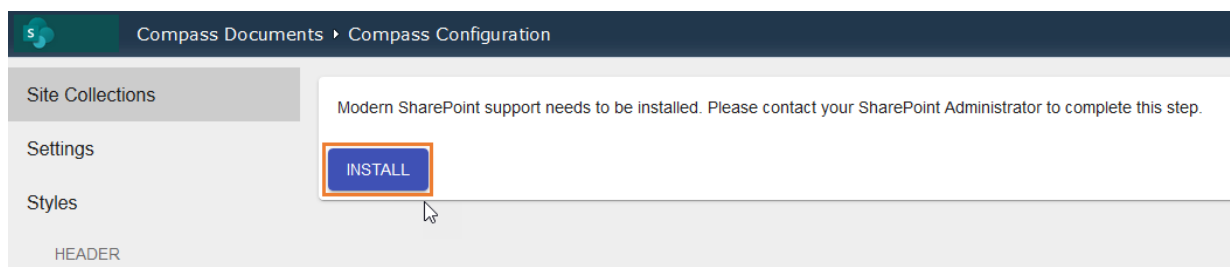 S
Compass Documents ▸ Compass Configuration
Site Collections
Modern SharePoint support needs to be installed. Please contact your SharePoint Administrator to complete this step.
Settings
INSTALL
Styles
HEADER